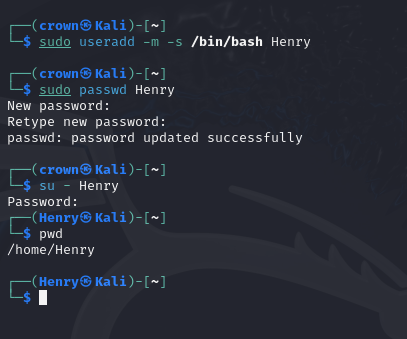 ┌──(crown㉿Kali)-[~]
└─$ sudo useradd -m -s /bin/bash Henry
┌──(crown㉿Kali)-[~]
└─$ sudo passwd Henry
New password:
Retype new password:
passwd: password updated successfully
┌──(crown㉿Kali)-[~]
└─$ su - Henry
Password:
┌──(Henry㉿Kali)-[~]
└─$ pwd
/home/Henry
┌──(Henry㉿Kali)-[~]
└─$